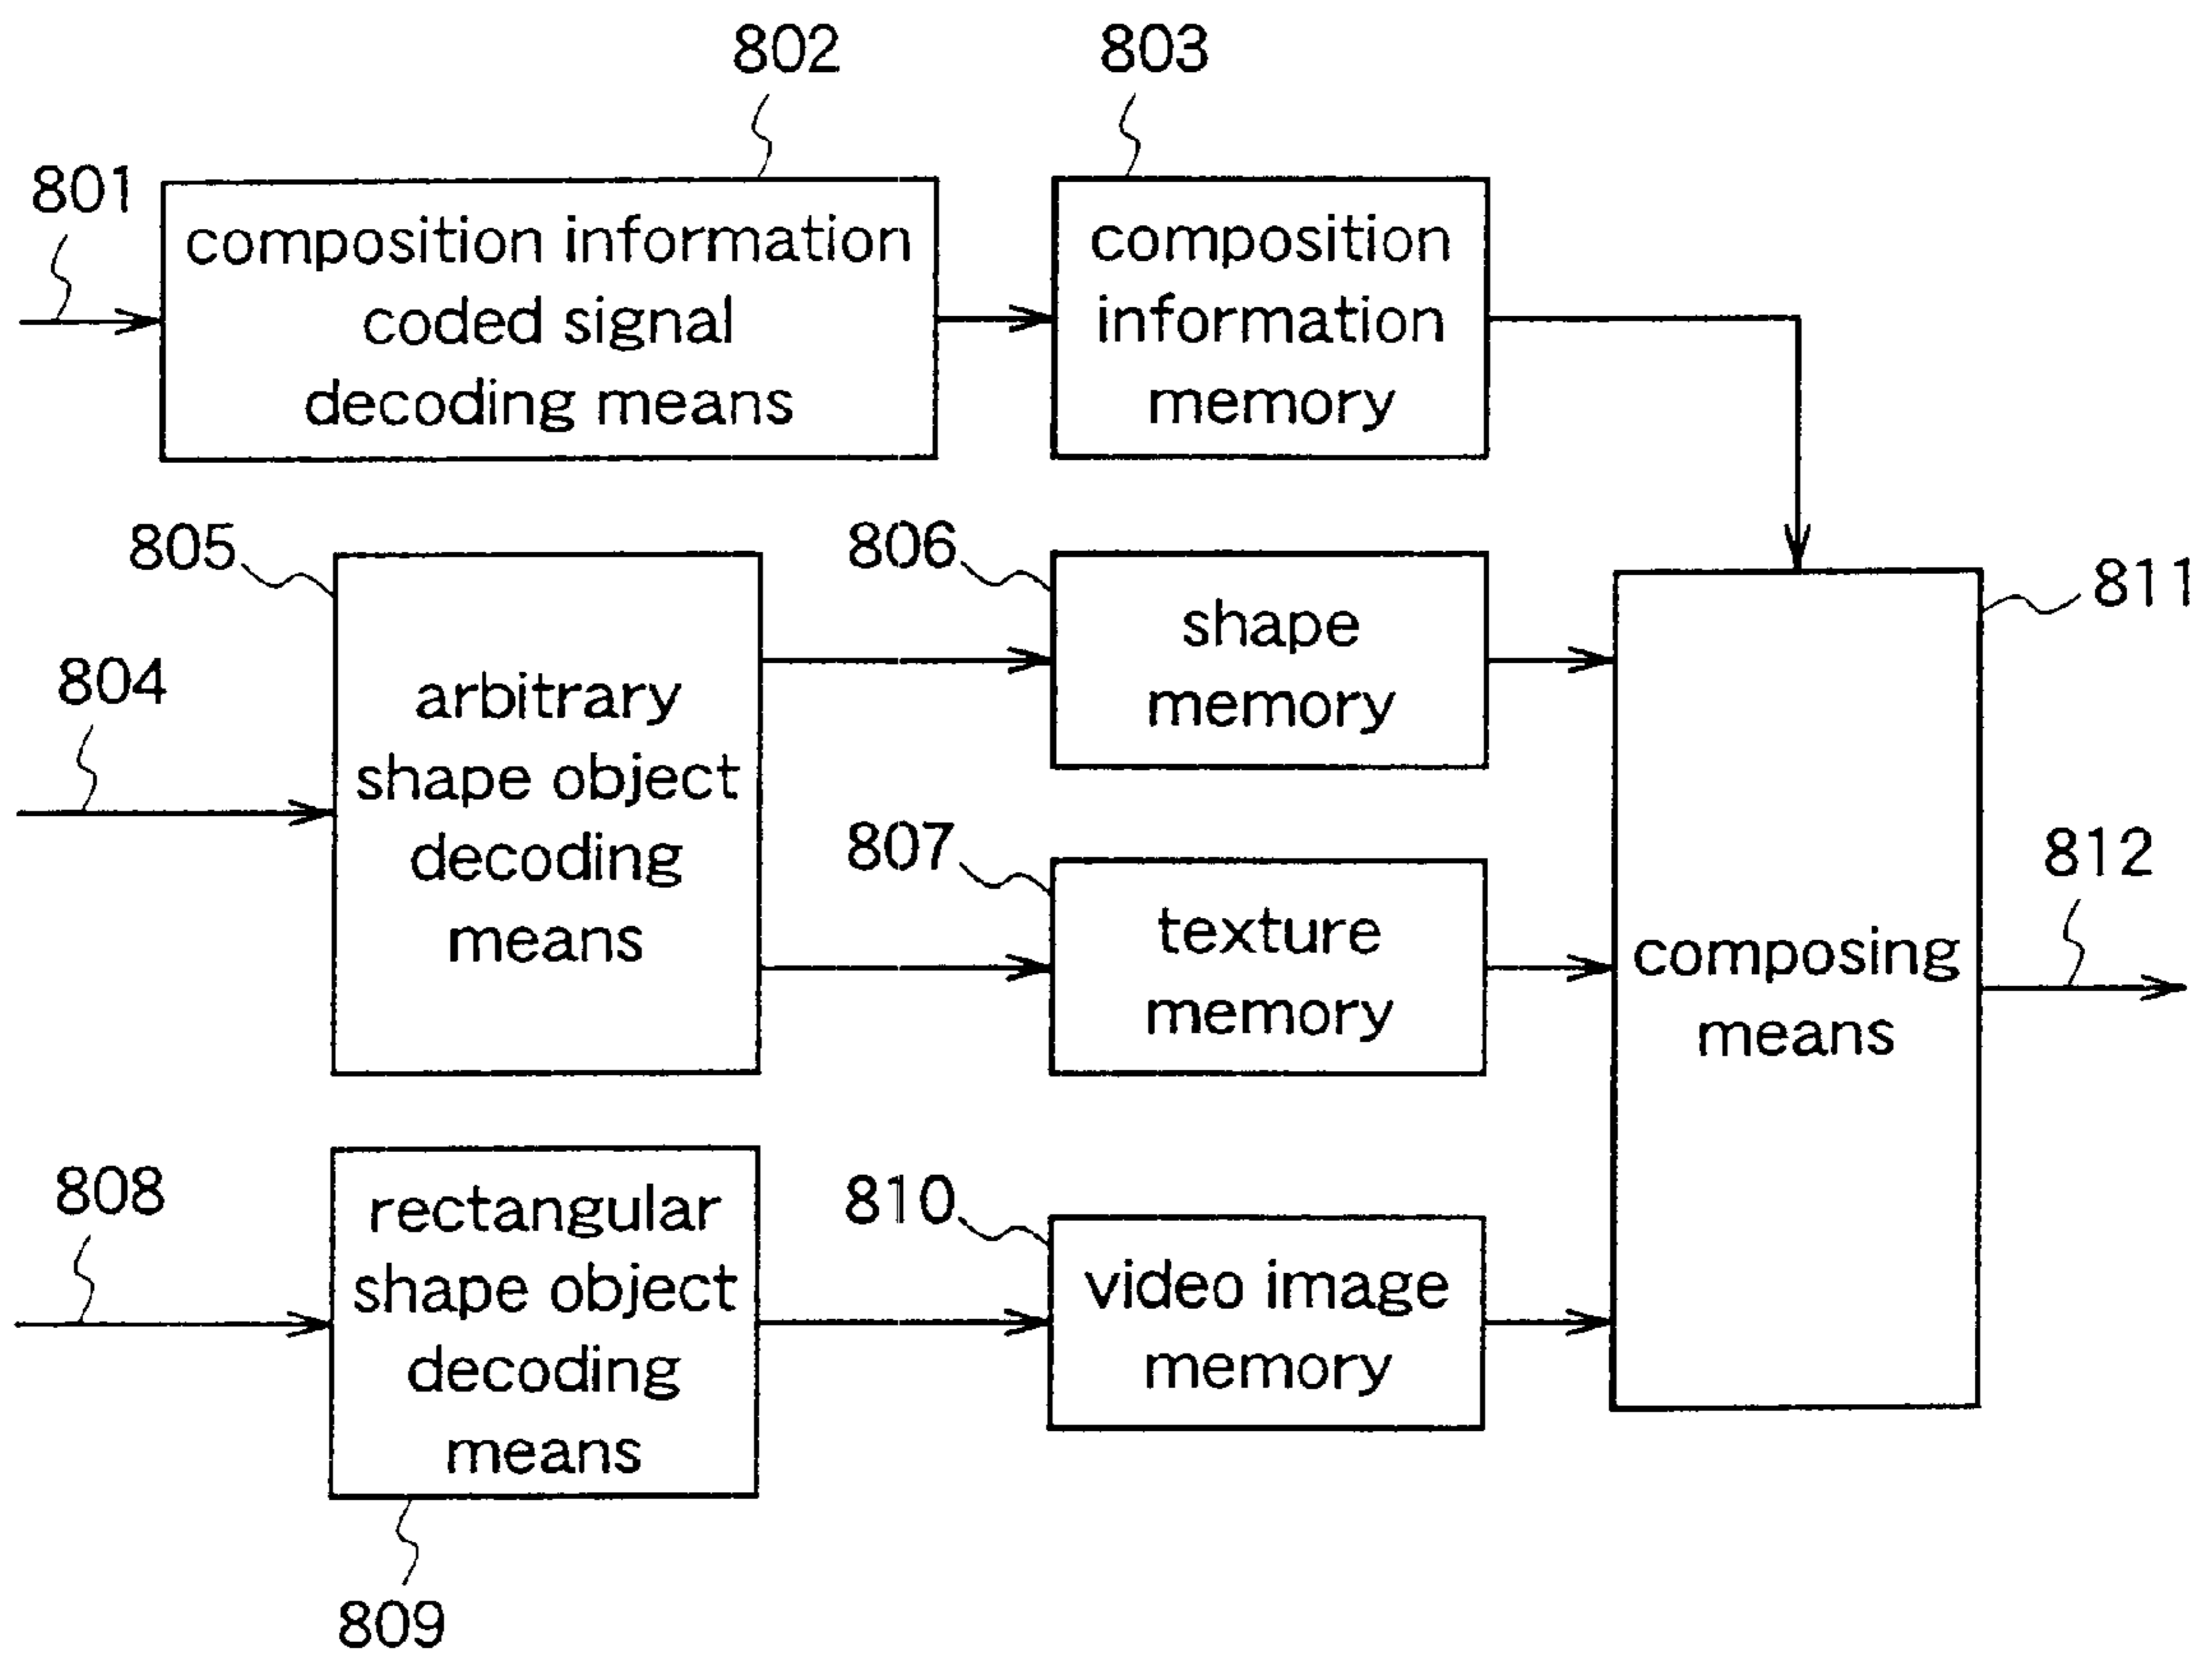 802
803
801
composition information
coded signal
decoding means
composition
information
memory
805
806
811
804
arbitrary
shape object
decoding
means
shape
memory
807
texture
memory
812
composing
means
808
rectangular
shape object
decoding
means
810
video image
memory
809